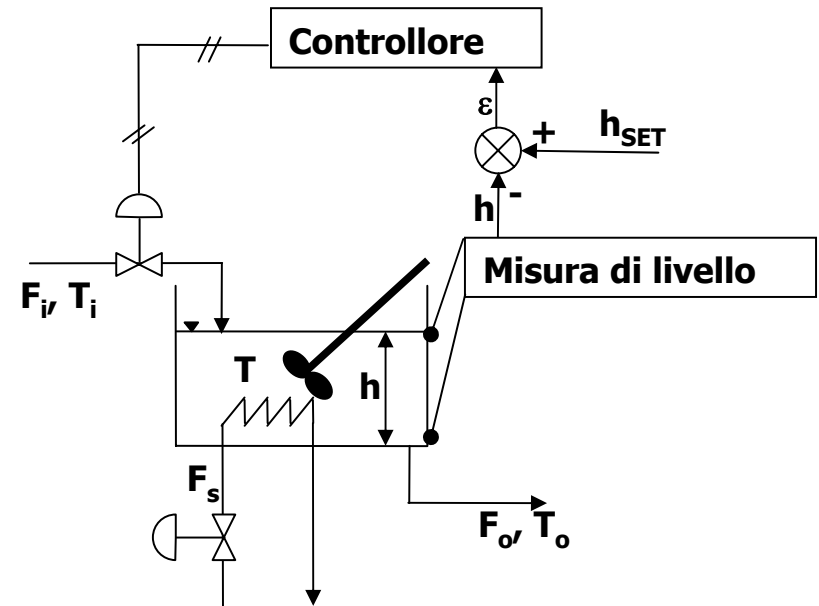 Controllore
ε
+
h_SET
h
-
Misura di livello
F_i, T_i
T
h
F_s
F_o, T_o